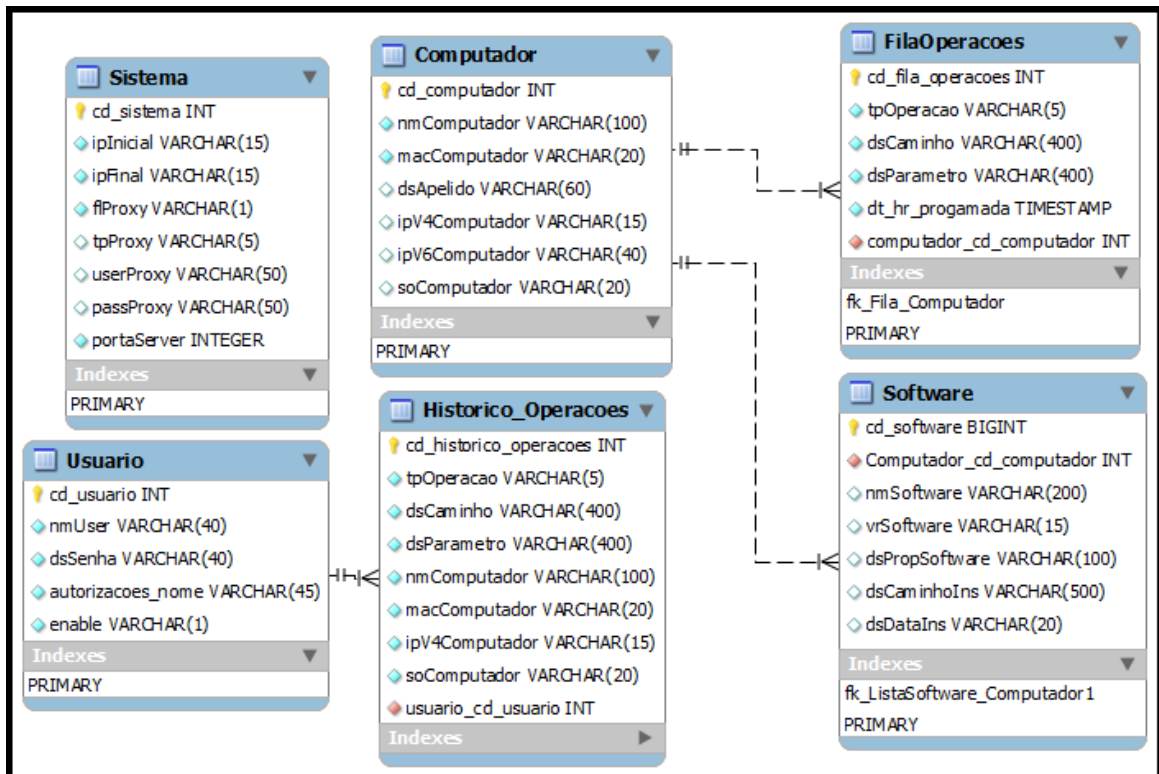 Sistema
cd_sistema INT
ipInicial VARCHAR(15)
ipFinal VARCHAR(15)
flProxy VARCHAR(1)
tpProxy VARCHAR(5)
userProxy VARCHAR(50)
passProxy VARCHAR(50)
portaServer INTEGER
Indexes
PRIMARY
Usuario
cd_usuario INT
nmUser VARCHAR(40)
dsSenha VARCHAR(40)
autorizacoes_nome VARCHAR(45)
enable VARCHAR(1)
Indexes
PRIMARY
Computador
cd_computador INT
nmComputador VARCHAR(100)
macComputador VARCHAR(20)
dsApelido VARCHAR(60)
ipV4Computador VARCHAR(15)
ipV6Computador VARCHAR(40)
soComputador VARCHAR(20)
Indexes
PRIMARY
Historico_Operacoes
cd_historico_operacoes INT
tpOperacao VARCHAR(5)
dsCaminho VARCHAR(400)
dsParametro VARCHAR(400)
nmComputador VARCHAR(100)
macComputador VARCHAR(20)
ipV4Computador VARCHAR(15)
soComputador VARCHAR(20)
usuario_cd_usuario INT
Indexes
FilaOperacoes
cd_fila_operacoes INT
tpOperacao VARCHAR(5)
dsCaminho VARCHAR(400)
dsParametro VARCHAR(400)
dt_hr_progamada TIMESTAMP
computador_cd_computador INT
Indexes
fk_Fila_Computador
PRIMARY
Software
cd_software BIGINT
Computador_cd_computador INT
nmSoftware VARCHAR(200)
vrSoftware VARCHAR(15)
dsPropSoftware VARCHAR(100)
dsCaminhoIns VARCHAR(500)
dsDataIns VARCHAR(20)
Indexes
fk_ListaSoftware_Computador1
PRIMARY